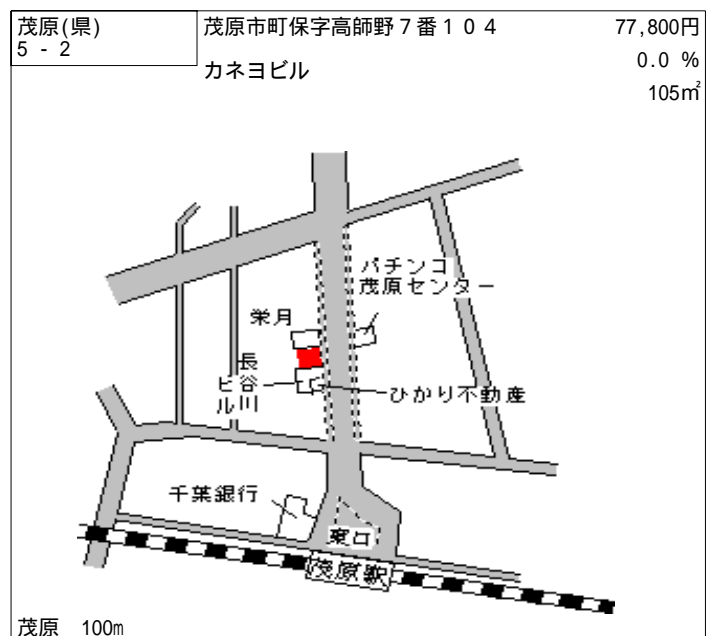 茂原(県)
5 - 2
茂原市町保字高師野７番１０４
カネヨビル
77,800円
0.0 %
105㎡
パチンコ
茂原センター
栄月
長谷川
ビル
ひかり不動産
千葉銀行
東口
茂原駅
茂原 100m